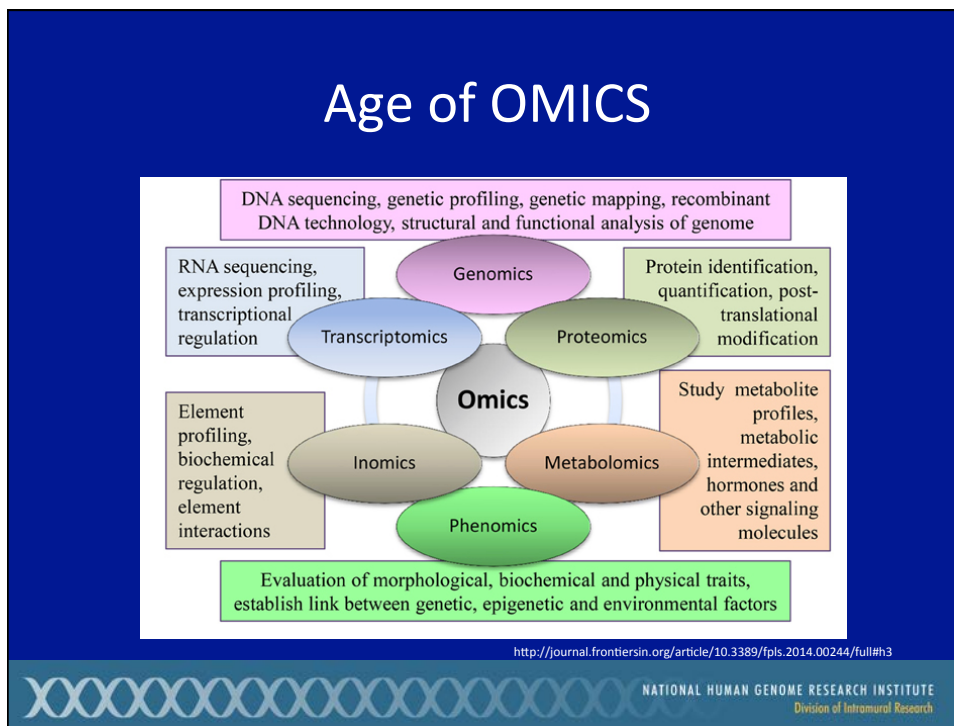 Age of OMICS
DNA sequencing, genetic profiling, genetic mapping, recombinant
DNA technology, structural and functional analysis of genome
Genomics
RNA sequencing,
expression profiling,
transcriptional
regulation
Transcriptomics
Protein identification,
quantification, post-
translational
modification
Proteomics
Omics
Element
profiling,
biochemical
regulation,
element
interactions
Inomics
Study metabolite
profiles,
metabolic
intermediates,
hormones and
other signaling
molecules
Metabolomics
Phenomics
Evaluation of morphological, biochemical and physical traits,
establish link between genetic, epigenetic and environmental factors
http://journal.frontiersin.org/article/10.3389/fpls.2014.00244/full#h3
NATIONAL HUMAN GENOME RESEARCH INSTITUTE
Division of Intramural Research